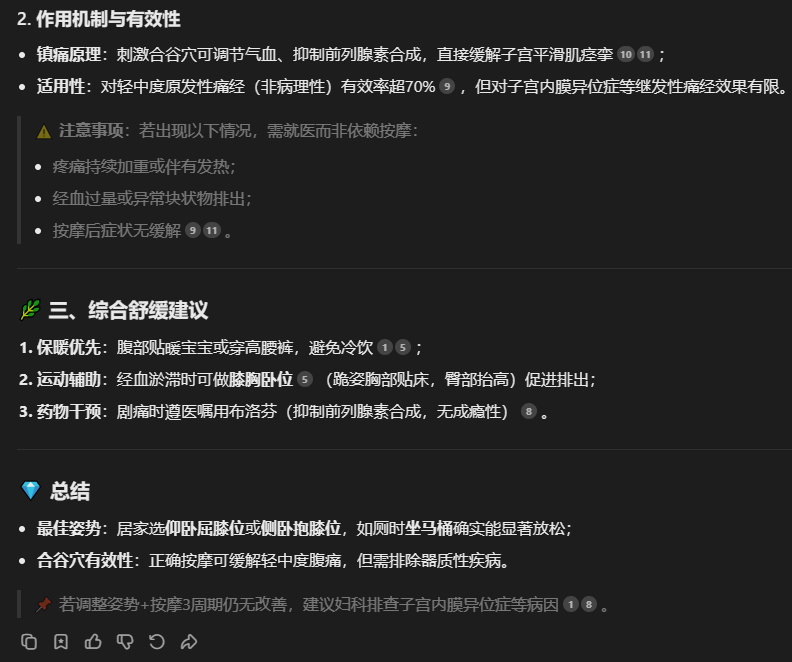 2. 作用机制与有效性
• 镇痛原理：刺激合谷穴可调节气血、抑制前列腺素合成，直接缓解子宫平滑肌痉挛 10 11 ；
• 适用性：对轻中度原发性痛经（非病理性）有效率超70% 9 ，但对子宫内膜异位症等继发性痛经效果有限。
⚠️ 注意事项：若出现以下情况，需就医而非依赖按摩：
• 疼痛持续加重或伴有发热；
• 经血过量或异常块状物排出；
• 按摩后症状无缓解 9 11 。
🌿 三、综合舒缓建议
1. 保暖优先：腹部贴暖宝宝或穿高腰裤，避免冷饮 1 5 ；
2. 运动辅助：经血淤滞时可做膝胸卧位 5 （跪姿胸部贴床，臀部抬高）促进排出；
3. 药物干预：剧痛时遵医嘱用布洛芬（抑制前列腺素合成，无成瘾性） 8 。
💎 总结
• 最佳姿势：居家选仰卧屈膝位或侧卧抱膝位，如厕时坐马桶确实能显著放松；
• 合谷穴有效性：正确按摩可缓解轻中度腹痛，但需排除器质性疾病。
📌 若调整姿势+按摩3周期仍无改善，建议妇科排查子宫内膜异位症等病因 1 8 。